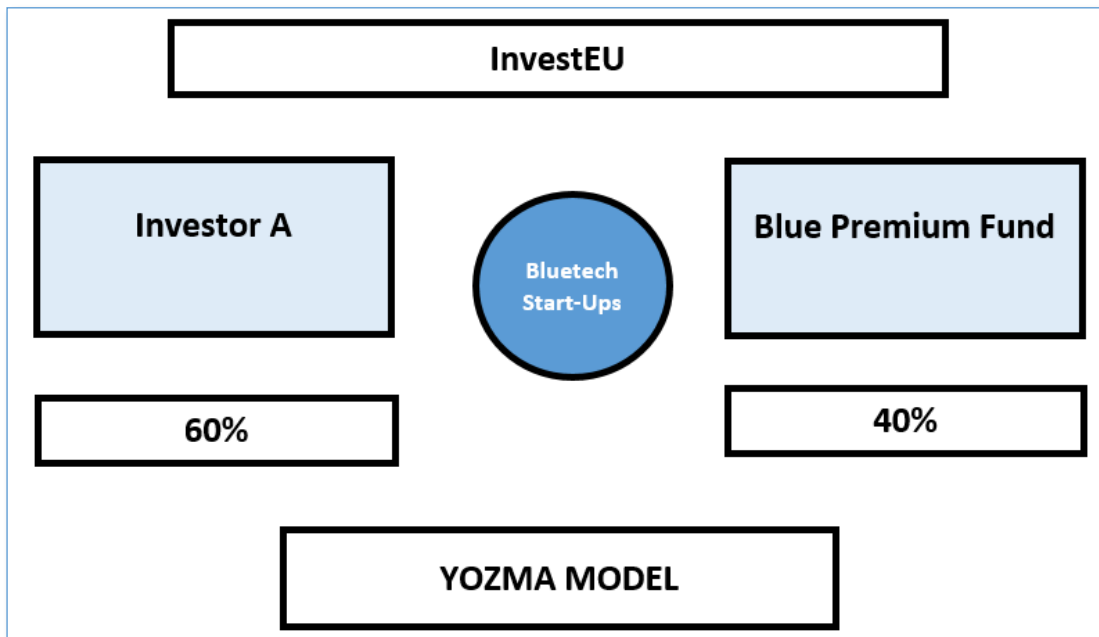 InvestEU
Investor A
Blue Premium Fund
Bluetech
Start-Ups
60%
40%
YOZMA MODEL